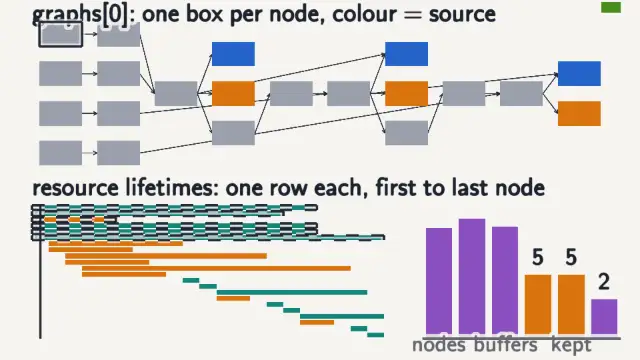 graphs[0]: one box per node, colour = source
resource lifetimes: one row each, first to last node
5 5
2
nodes buffers kept